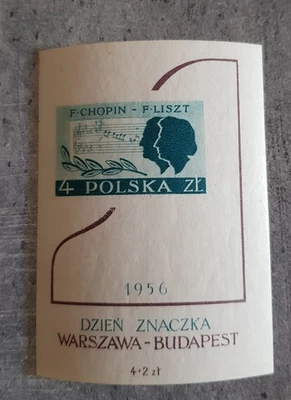 F·CHOPIN - F·LISZT
4 POLSKA ZŁ
1956
DZIEŃ ZNACZKA
WARSZAWA-BUDAPEST
4+2 zł